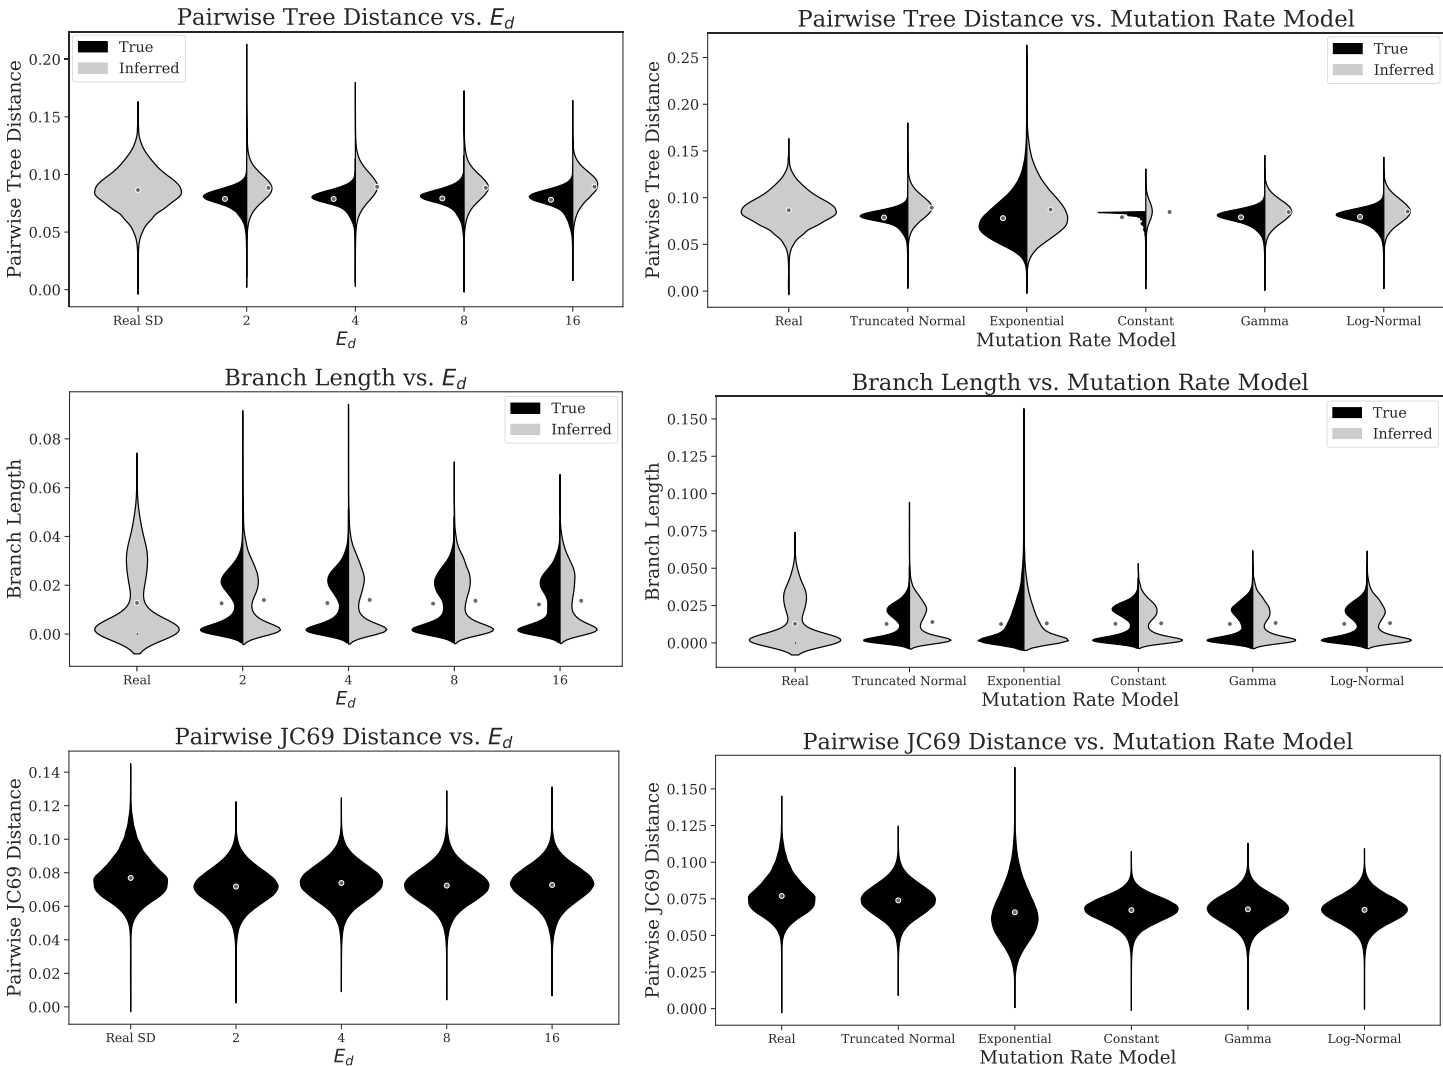 Pairwise Tree Distance vs. E_d
True
Inferred
Pairwise Tree Distance
0.20
0.15
0.10
0.05
0.00
Real SD 2 4 8 16
E_d
Pairwise Tree Distance vs. Mutation Rate Model
True
Inferred
Pairwise Tree Distance
0.25
0.20
0.15
0.10
0.05
0.00
Real Truncated Normal Exponential Constant Gamma Log-Normal
Mutation Rate Model
Branch Length vs. E_d
True
Inferred
Branch Length
0.08
0.06
0.04
0.02
0.00
Real 2 4 8 16
E_d
Branch Length vs. Mutation Rate Model
True
Inferred
Branch Length
0.150
0.125
0.100
0.075
0.050
0.025
0.000
Real Truncated Normal Exponential Constant Gamma Log-Normal
Mutation Rate Model
Pairwise JC69 Distance vs. E_d
Pairwise JC69 Distance
0.14
0.12
0.10
0.08
0.06
0.04
0.02
0.00
Real SD 2 4 8 16
E_d
Pairwise JC69 Distance vs. Mutation Rate Model
Pairwise JC69 Distance
0.150
0.125
0.100
0.075
0.050
0.025
0.000
Real Truncated Normal Exponential Constant Gamma Log-Normal
Mutation Rate Model